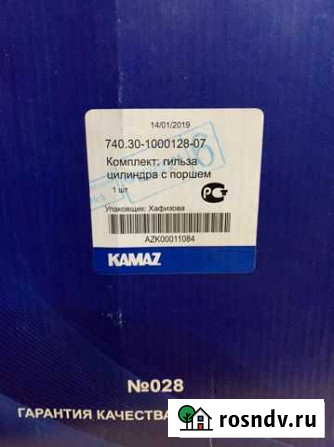 14/01/2019
740.30-1000128-07
Комплект: гильза
цилиндра с поршем
1 шт
Упаковщик: Хафизова
AZK00011084
KAMAZ
№028
ГАРАНТИЯ КАЧЕСТВА
rosndv.ru